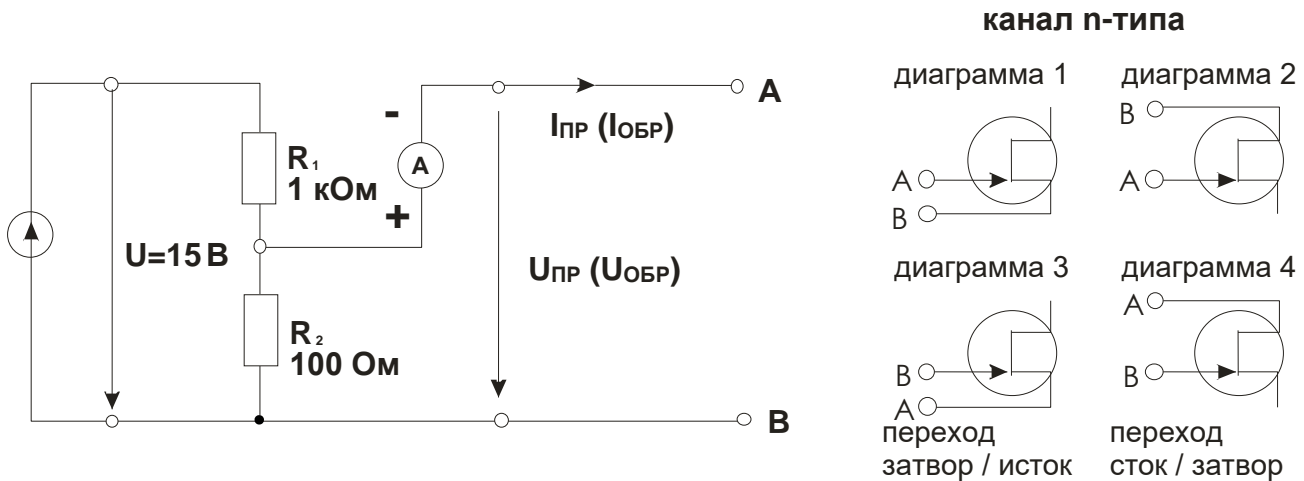 канал n-типа
диаграмма 1
диаграмма 2
A
B
B
A
диаграмма 3
диаграмма 4
B
A
A
B
переход
затвор / исток
переход
сток / затвор
U=15 В
R1
1 кОм
R2
100 Ом
-
A
+
IПР (IОБР)
UПР (UОБР)
A
B